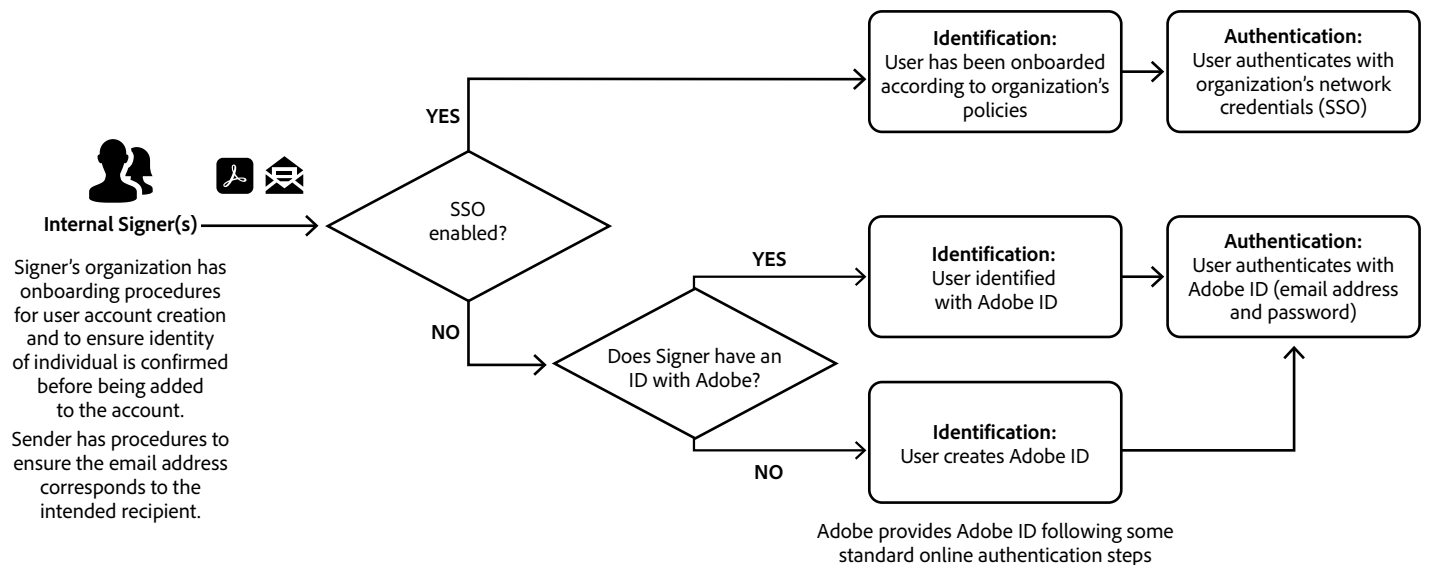 Internal Signer(s)
Signer’s organization has
onboarding procedures
for user account creation
and to ensure identity
of individual is confirmed
before being added
to the account.
Sender has procedures to
ensure the email address
corresponds to the
intended recipient.
SSO
enabled?
YES
Identification:
User has been onboarded
according to organization’s
policies
Authentication:
User authenticates with
organization’s network
credentials (SSO)
NO
Does Signer have an
ID with Adobe?
YES
Identification:
User identified
with Adobe ID
Authentication:
User authenticates with
Adobe ID (email address
and password)
NO
Identification:
User creates Adobe ID
Adobe provides Adobe ID following some
standard online authentication steps